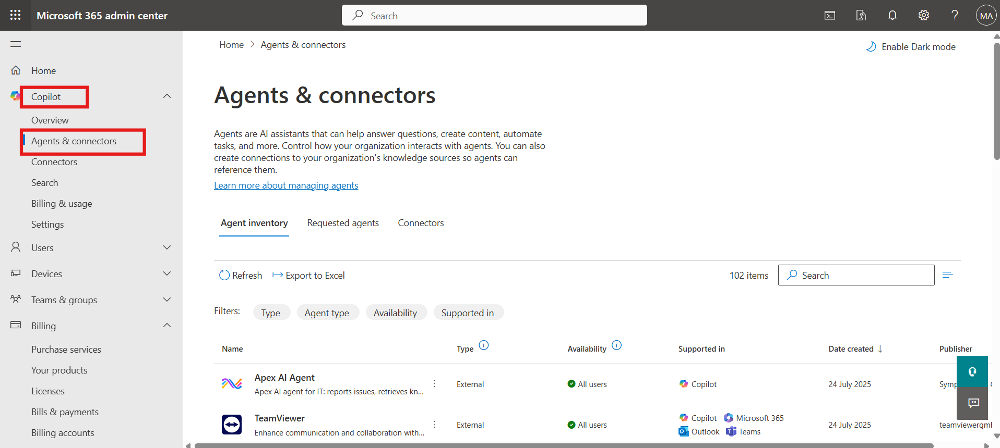 Microsoft 365 admin center
Search
MA
Home
Copilot
Overview
Agents & connectors
Connectors
Search
Billing & usage
Settings
Users
Devices
Teams & groups
Billing
Purchase services
Your products
Licenses
Bills & payments
Billing accounts
Home > Agents & connectors
Enable Dark mode
Agents & connectors
Agents are AI assistants that can help answer questions, create content, automate
tasks, and more. Control how your organization interacts with agents. You can also
create connections to your organization's knowledge sources so agents can
reference them.
Learn more about managing agents
Agent inventory Requested agents Connectors
Refresh Export to Excel 102 items Search
Filters: Type Agent type Availability Supported in
Name Type Availability Supported in Date created ↓ Publisher
Apex AI Agent
Apex AI agent for IT: reports issues, retrieves kn...
External All users Copilot 24 July 2025 Symp
TeamViewer
Enhance communication and collaboration with...
External All users Copilot Microsoft 365
Outlook Teams
24 July 2025 teamviewergmb